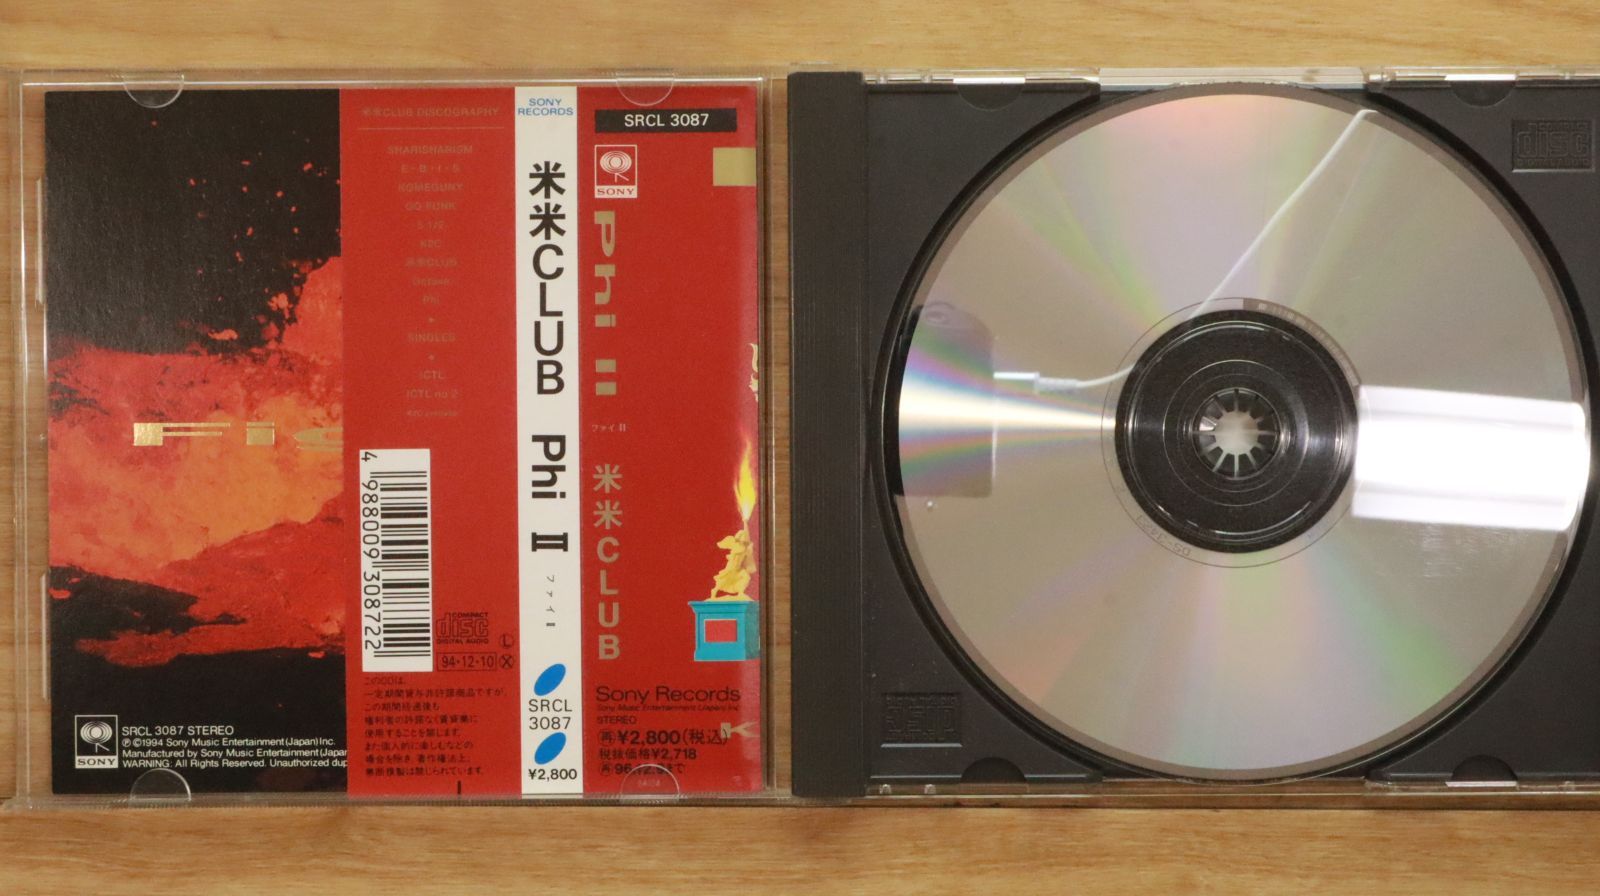 米米CLUB DISCOGRAPHY
SHARISHARISM
E・B・I・S
KOMEGUNY
GO FUNK
5 1/2
K2C
米米CLUB
Octave
Phi
SINGLES
ICTL
ICTL no 2
4 988009 308722
COMPACT
disc
DIGITAL AUDIO
L
94・12・10 X
このCDは、
一定期間貸与非許諾商品ですが、
この期間経過後も
権利者の許諾なく賃貸業に
使用することを禁じます。
また個人的に楽しむなどの
場合を除き、著作権法上、
無断複製は禁じられています。
SONY
SRCL 3087 STEREO
Ⓟ©1994 Sony Music Entertainment (Japan) Inc.
Manufactured by Sony Music Entertainment (Japan
WARNING: All Rights Reserved. Unauthorized dup
SONY
RECORDS
米米CLUB Phi II
ファイ II
SRCL
3087
¥2,800
SRCL 3087
SONY
Phi II
ファイ II
米米CLUB
Sony Records
Sony Music Entertainment (Japan) Inc.
STEREO
再 ¥2,800(税込)
税抜価格¥2,718
K
COMPACT
disc
DIGITAL AUDIO